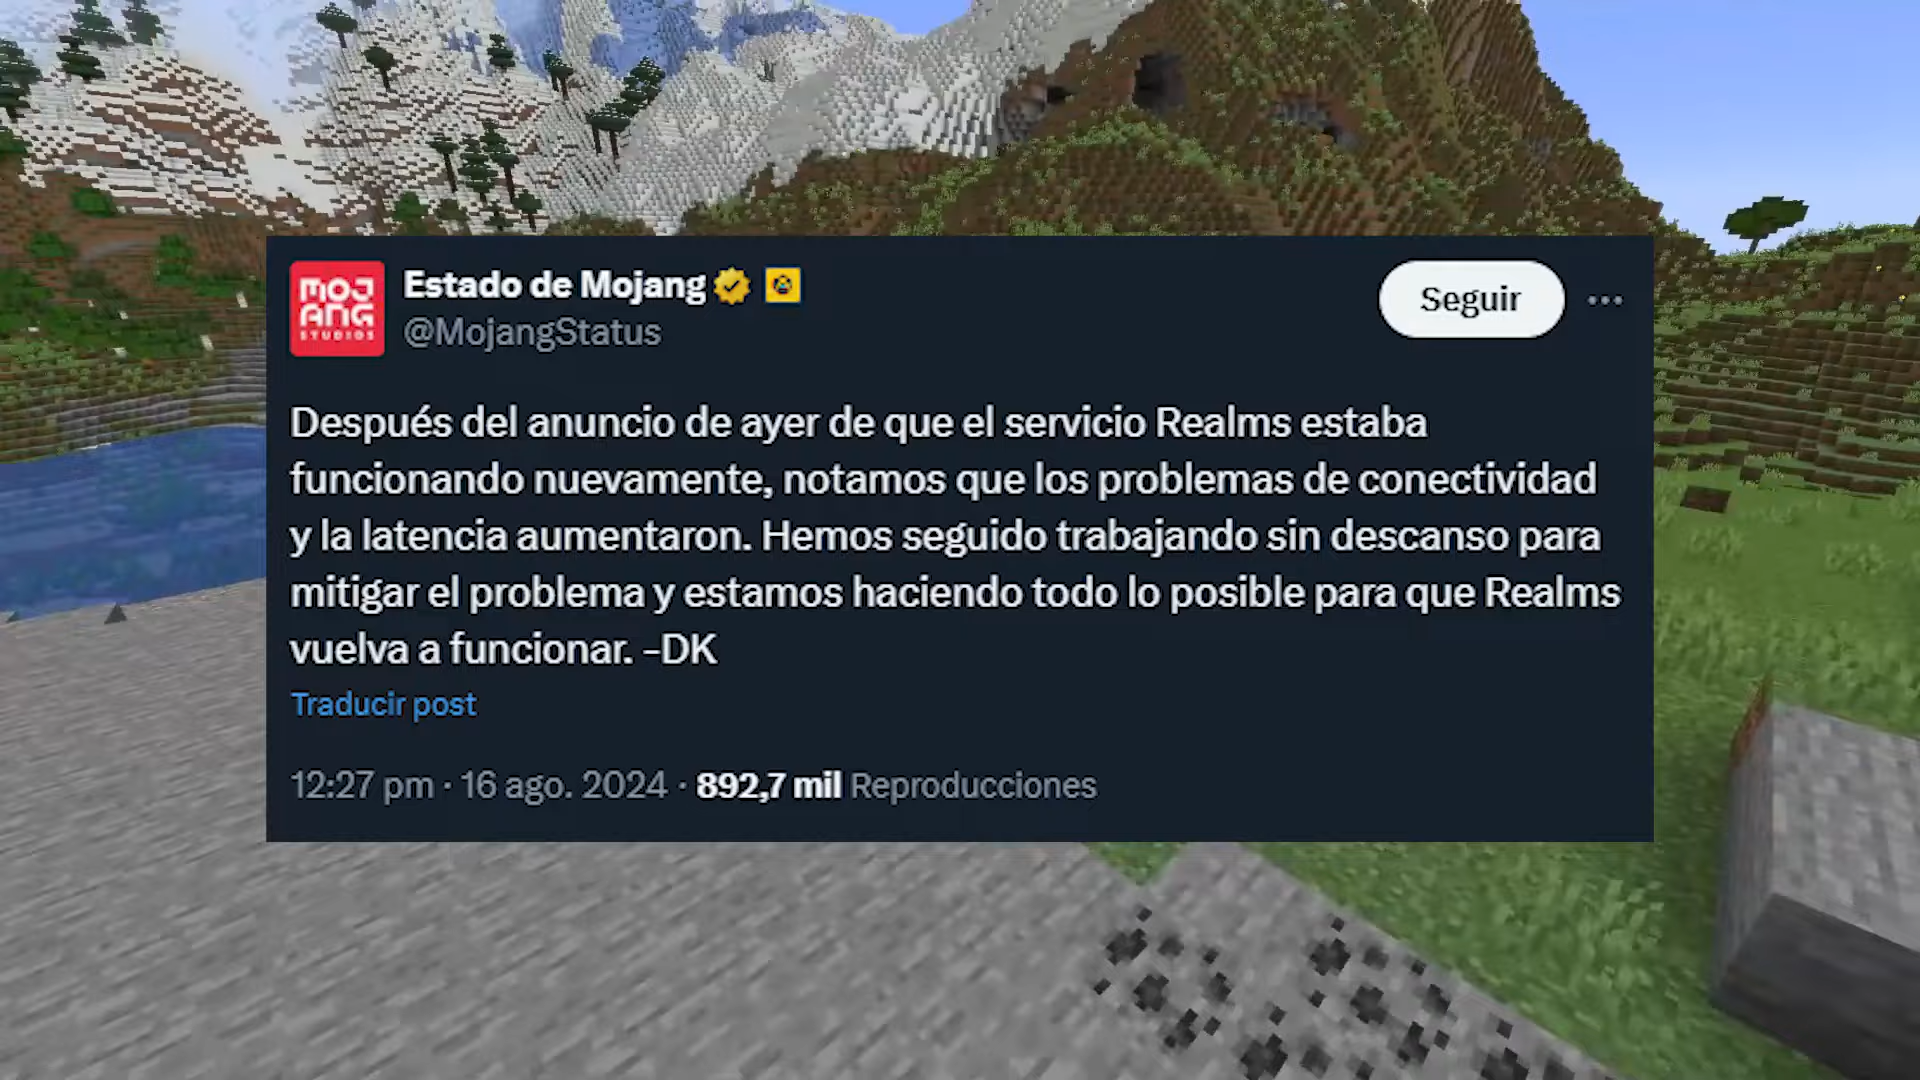 MOJ
ANG
STUDIOS
Estado de Mojang
@MojangStatus
Seguir
Después del anuncio de ayer de que el servicio Realms estaba
funcionando nuevamente, notamos que los problemas de conectividad
y la latencia aumentaron. Hemos seguido trabajando sin descanso para
mitigar el problema y estamos haciendo todo lo posible para que Realms
vuelva a funcionar. -DK
Traducir post
12:27 pm · 16 ago. 2024 · 892,7 mil Reproducciones